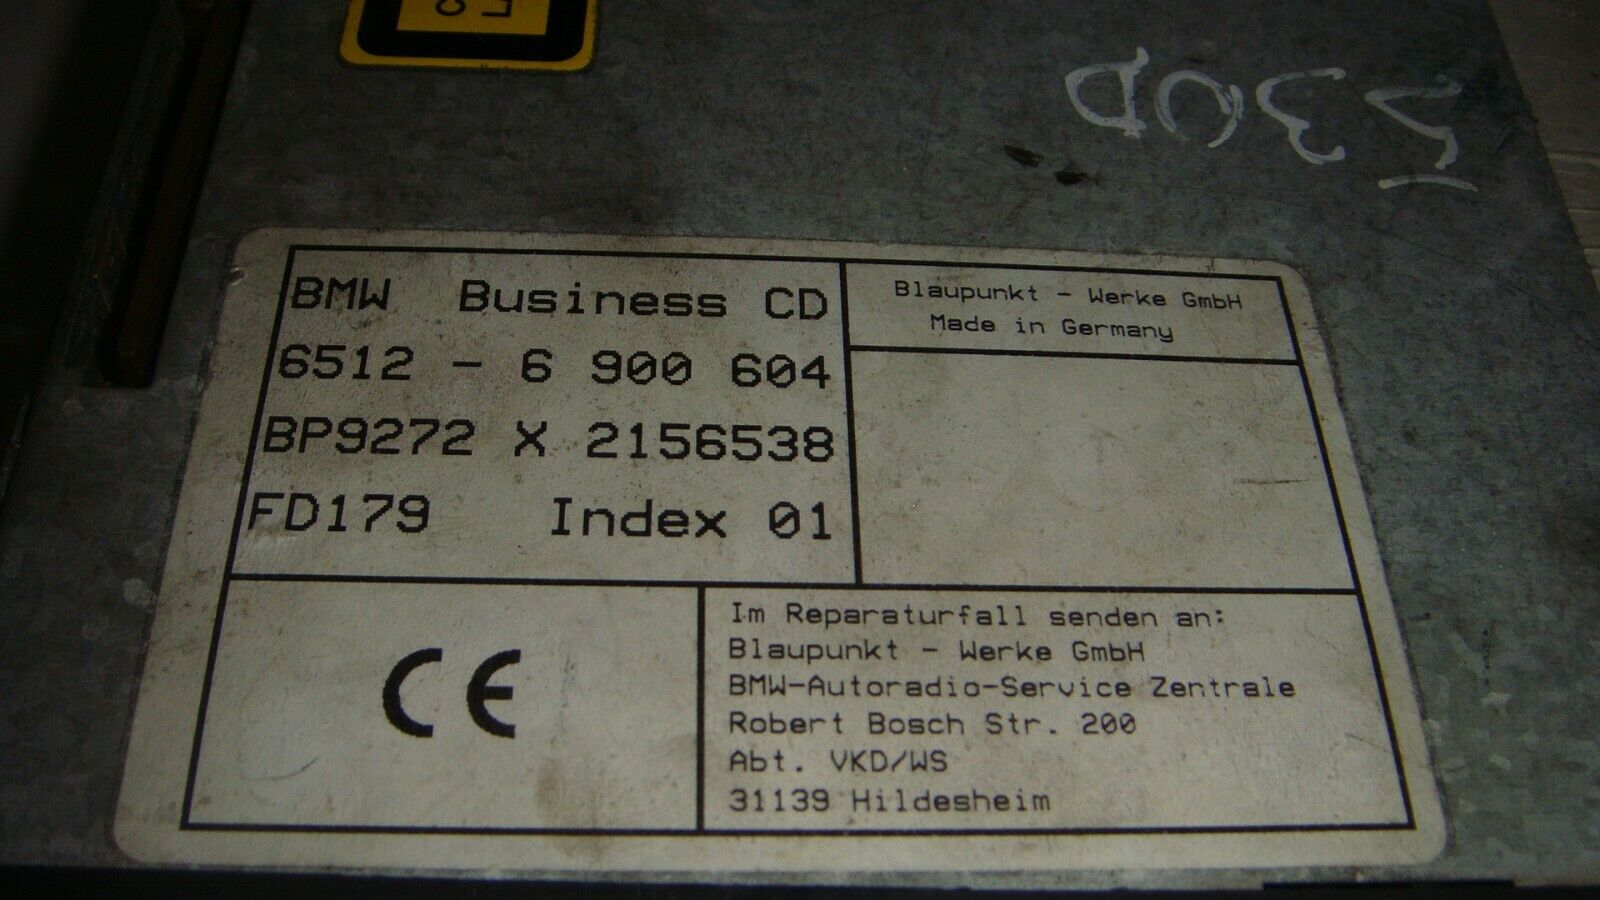 530D
BMW Business CD
6512 - 6 900 604
BP9272 X 2156538
FD179 Index 01
Blaupunkt - Werke GmbH
Made in Germany
CE
Im Reparaturfall senden an:
Blaupunkt - Werke GmbH
BMW-Autoradio-Service Zentrale
Robert Bosch Str. 200
Abt. VKD/WS
31139 Hildesheim